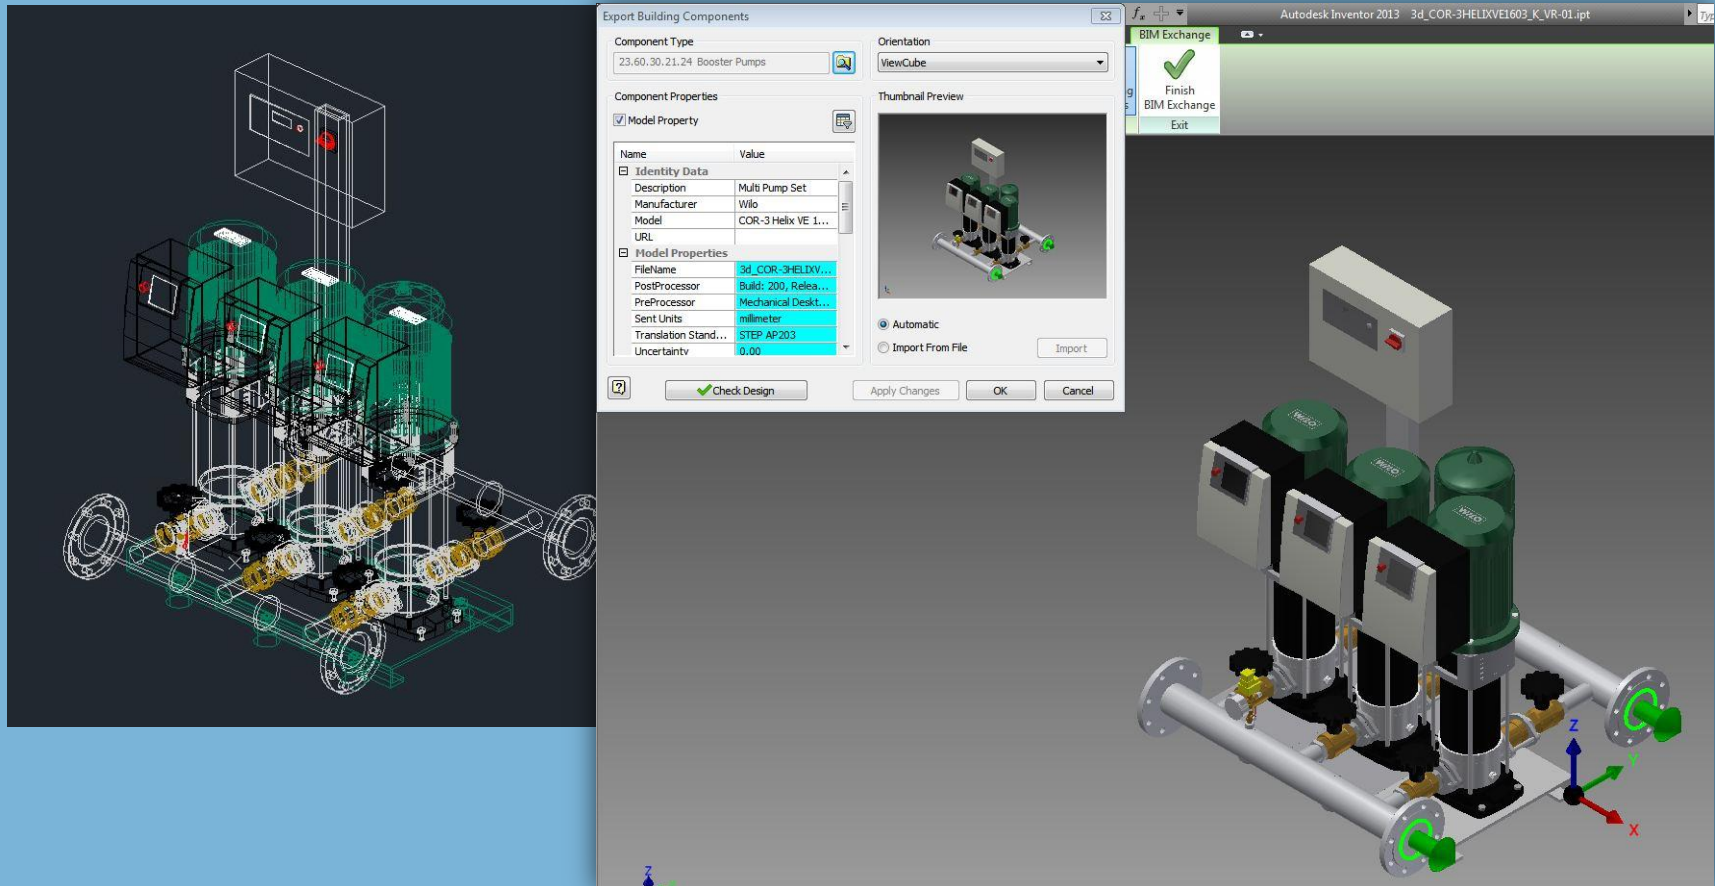 Export Building Components
Component Type
23.60.30.21.24 Booster Pumps
Orientation
ViewCube
Component Properties
Model Property
Name Value
Identity Data
Description Multi Pump Set
Manufacturer Wilo
Model COR-3 Helix VE 1...
URL
Model Properties
FileName 3d_COR-3HELIXV...
PostProcessor Build: 200, Relea...
PreProcessor Mechanical Deskt...
Sent Units millimeter
Translation Stand... STEP AP203
Uncertainty 0.00
Thumbnail Preview
Automatic
Import From File
Import
Check Design
Apply Changes
OK
Cancel
Autodesk Inventor 2013 3d_COR-3HELIXVE1603_K_VR-01.ipt
BIM Exchange
Finish
BIM Exchange
Exit
WILO
WILO
WILO
Z
Y
X
Z